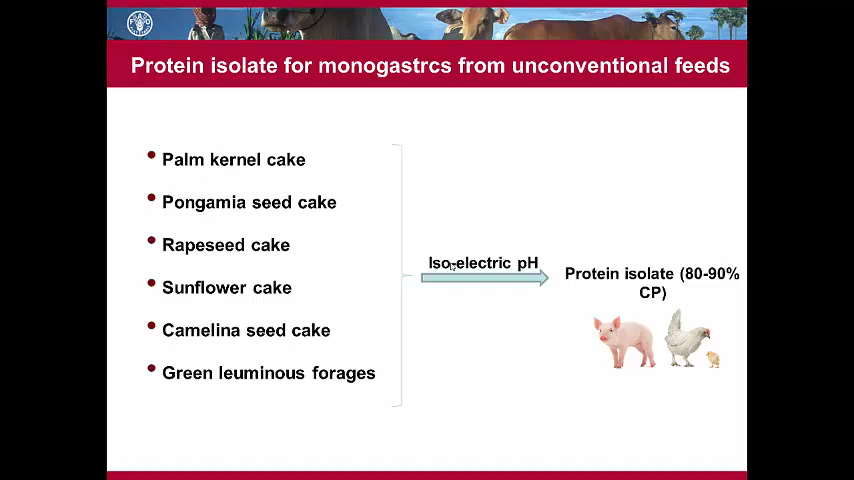 Protein isolate for monogastrcs from unconventional feeds
• Palm kernel cake
• Pongamia seed cake
• Rapeseed cake
• Sunflower cake
• Camelina seed cake
• Green leuminous forages
Iso-electric pH
Protein isolate (80-90%
CP)